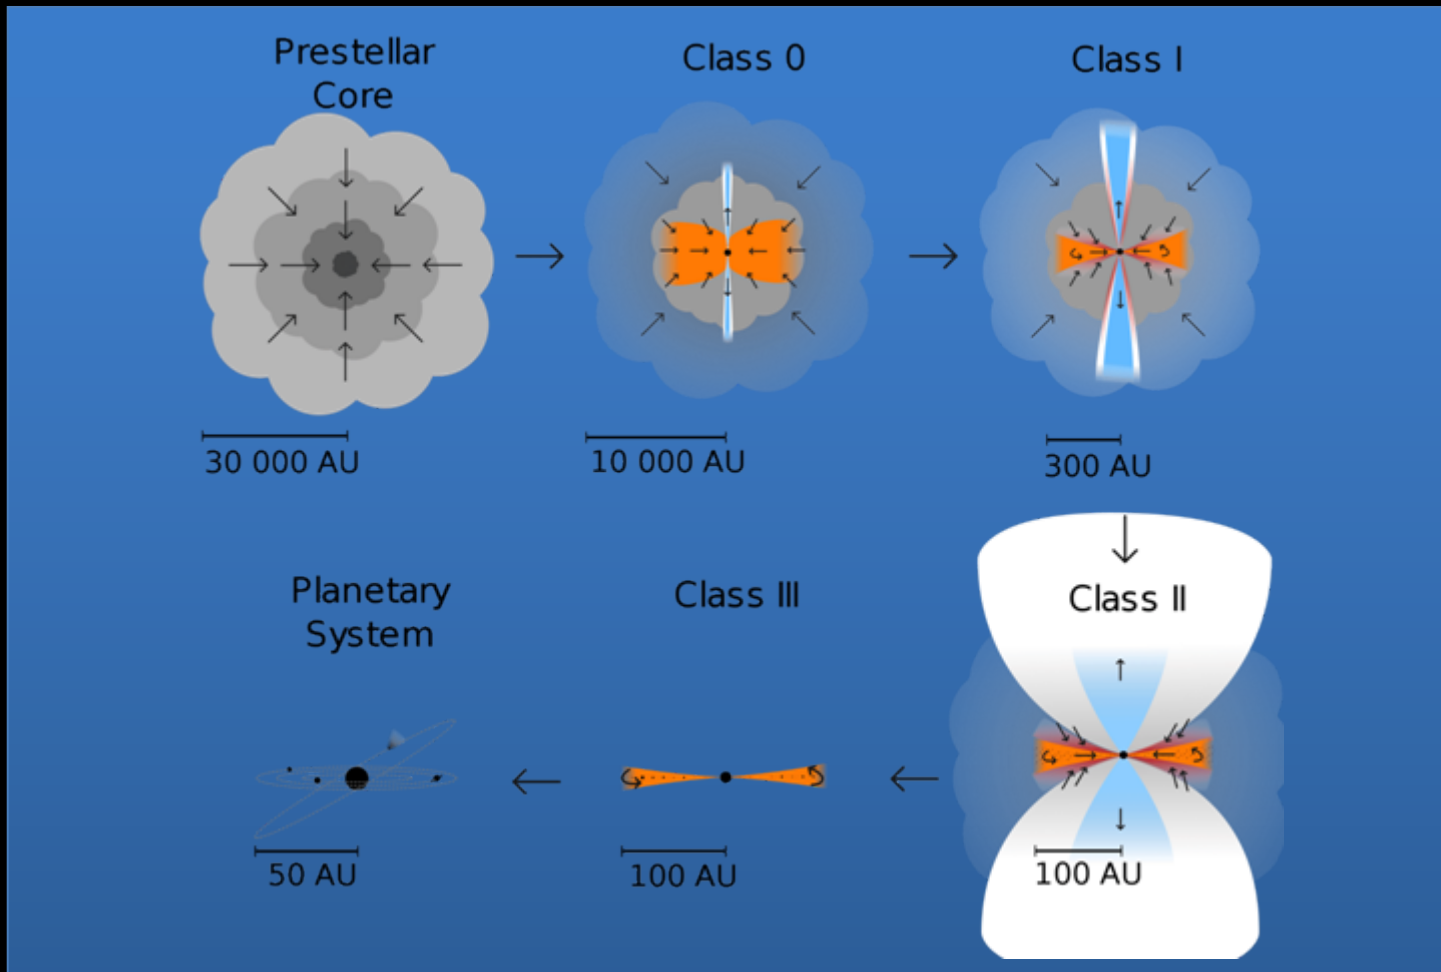 Prestellar
Core
Class 0
Class I
30 000 AU
10 000 AU
300 AU
Planetary
System
Class III
Class II
50 AU
100 AU
100 AU